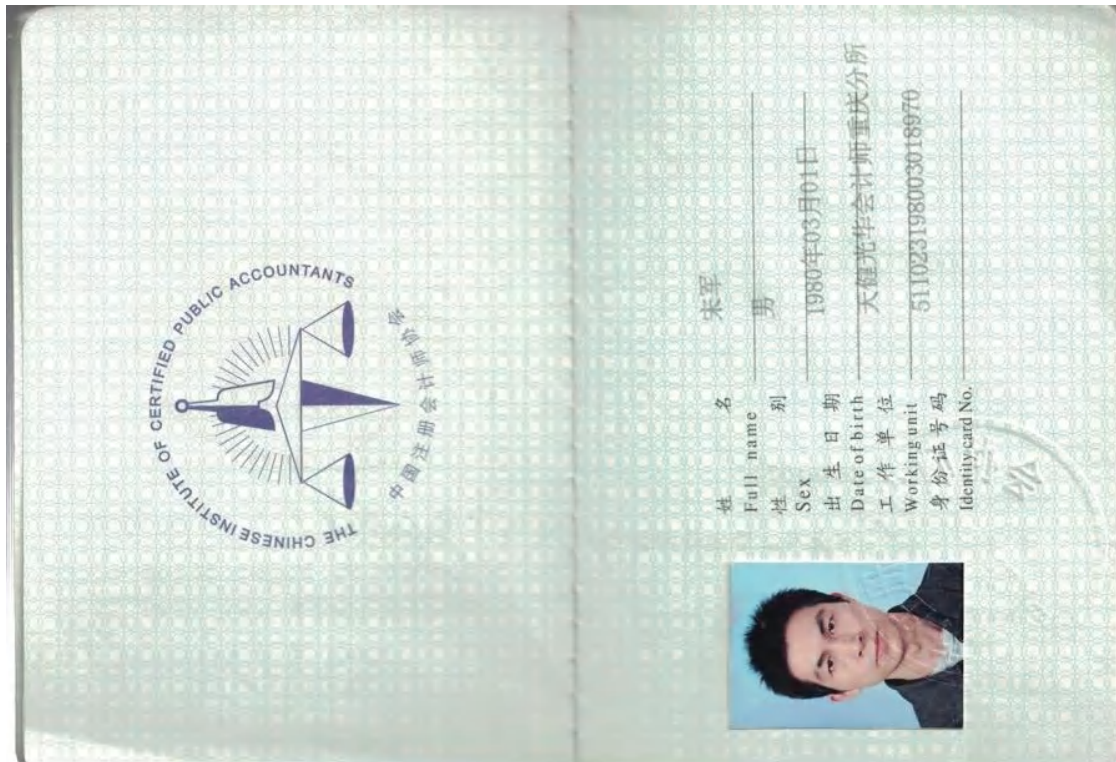 THE CHINESE INSTITUTE OF CERTIFIED PUBLIC ACCOUNTANTS
中国注册会计师协会
姓 名 宋军
Full name
性 别 男
Sex
出 生 日 期 1980年03月01日
Date of birth
工 作 单 位 天健光华会计师重庆分所
Working unit
身 份 证 号 码 511023198003018970
Identity card No.